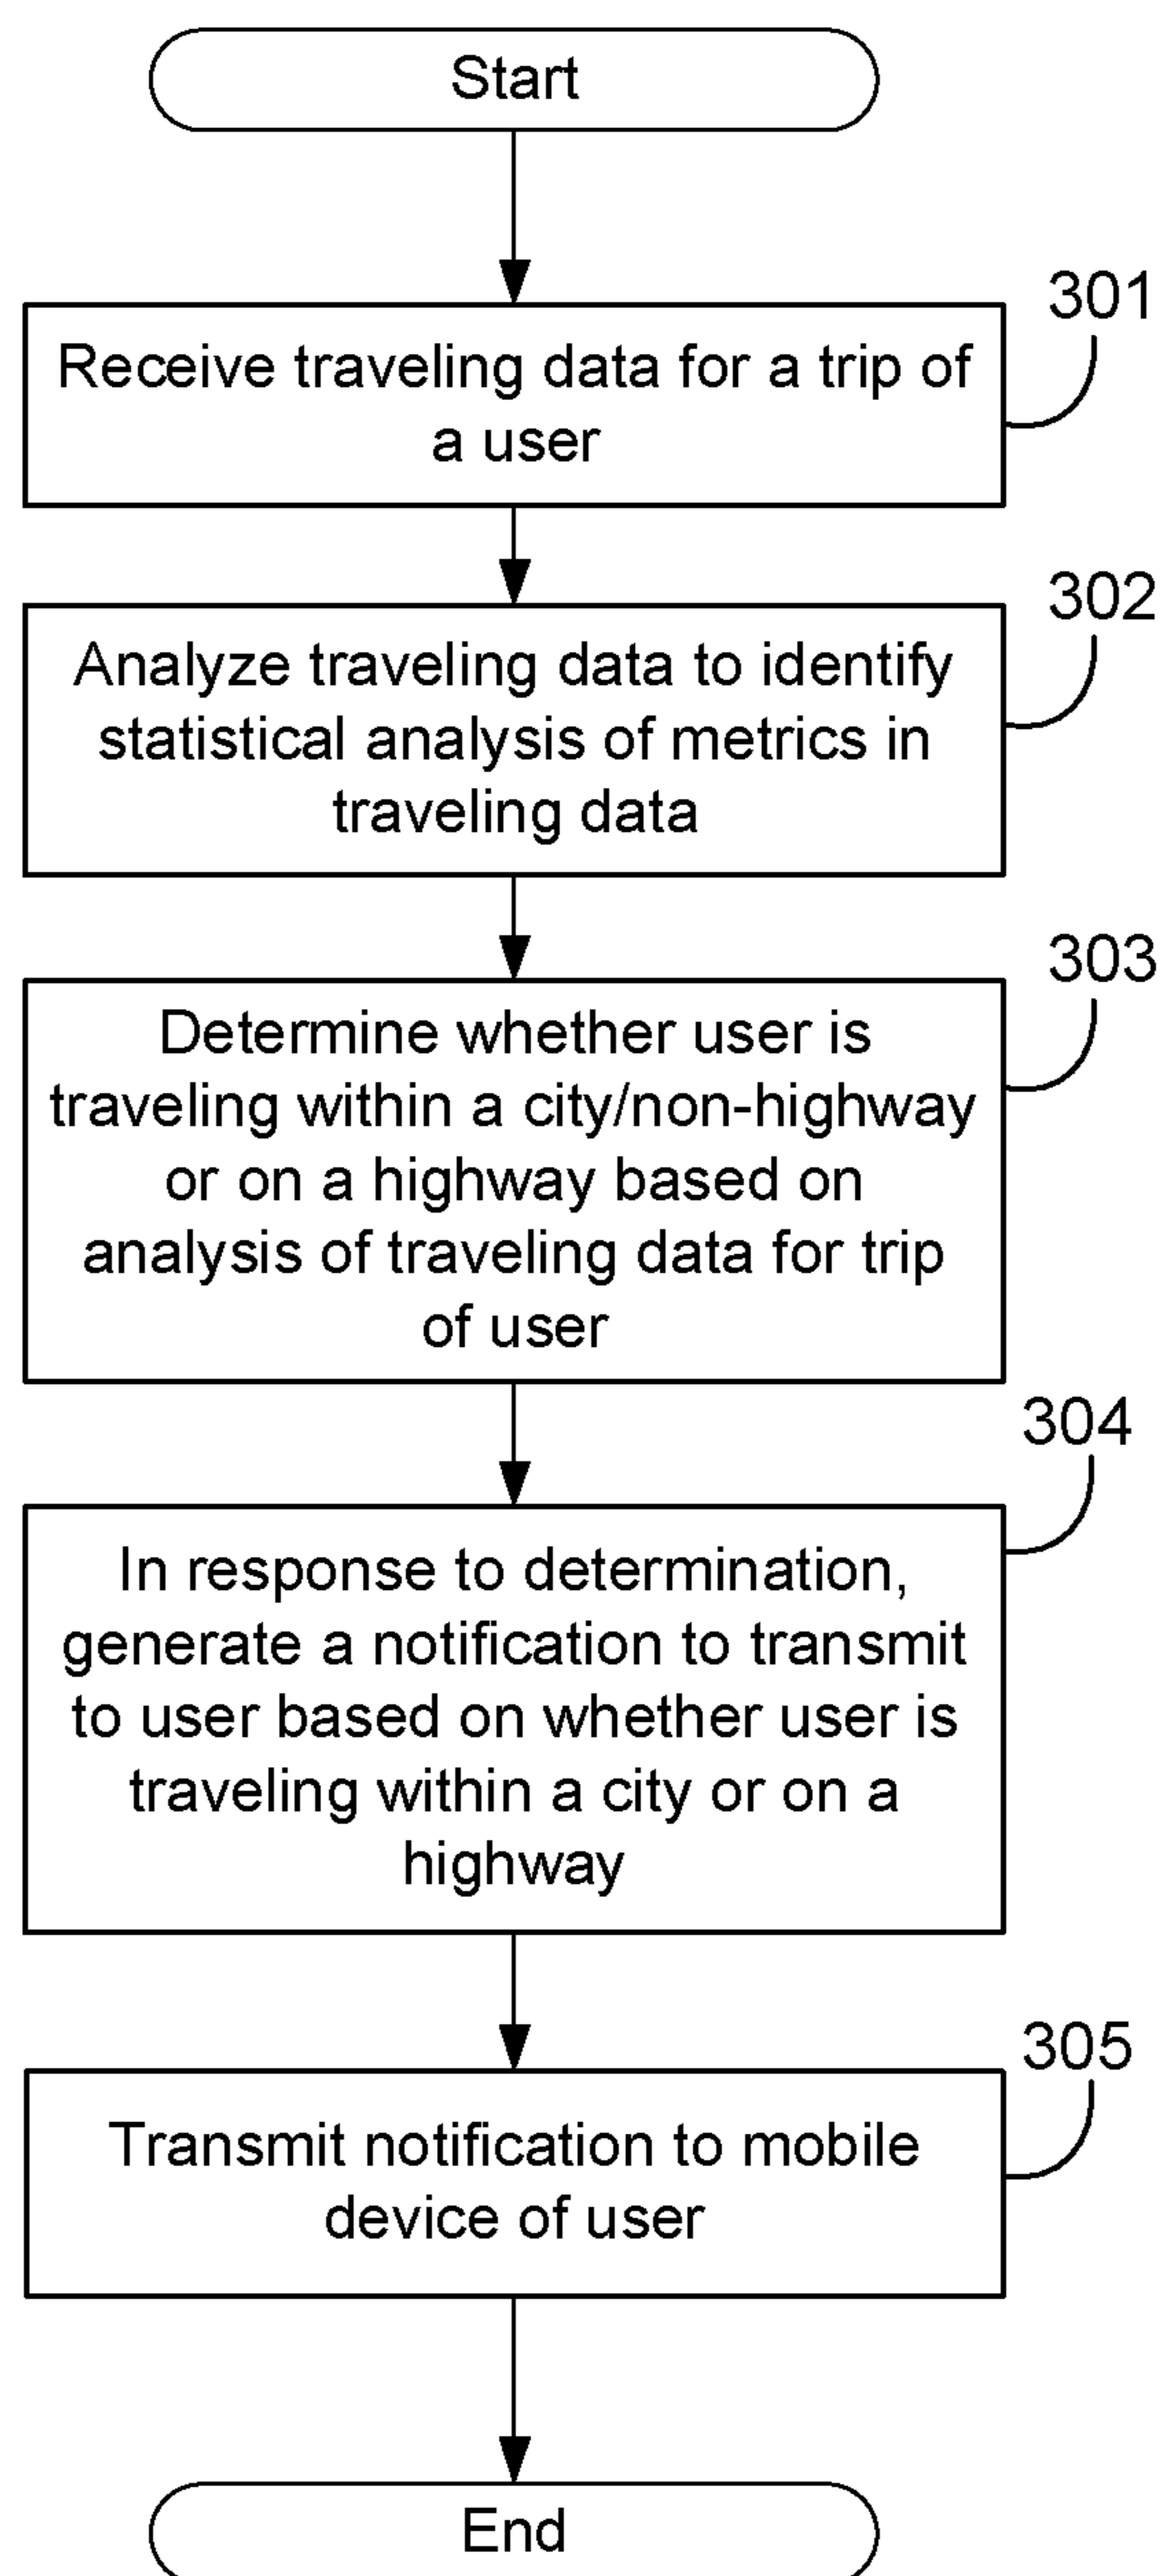 Start
301
Receive traveling data for a trip of
a user
302
Analyze traveling data to identify
statistical analysis of metrics in
traveling data
303
Determine whether user is
traveling within a city/non-highway
or on a highway based on
analysis of traveling data for trip
of user
304
In response to determination,
generate a notification to transmit
to user based on whether user is
traveling within a city or on a
highway
305
Transmit notification to mobile
device of user
End